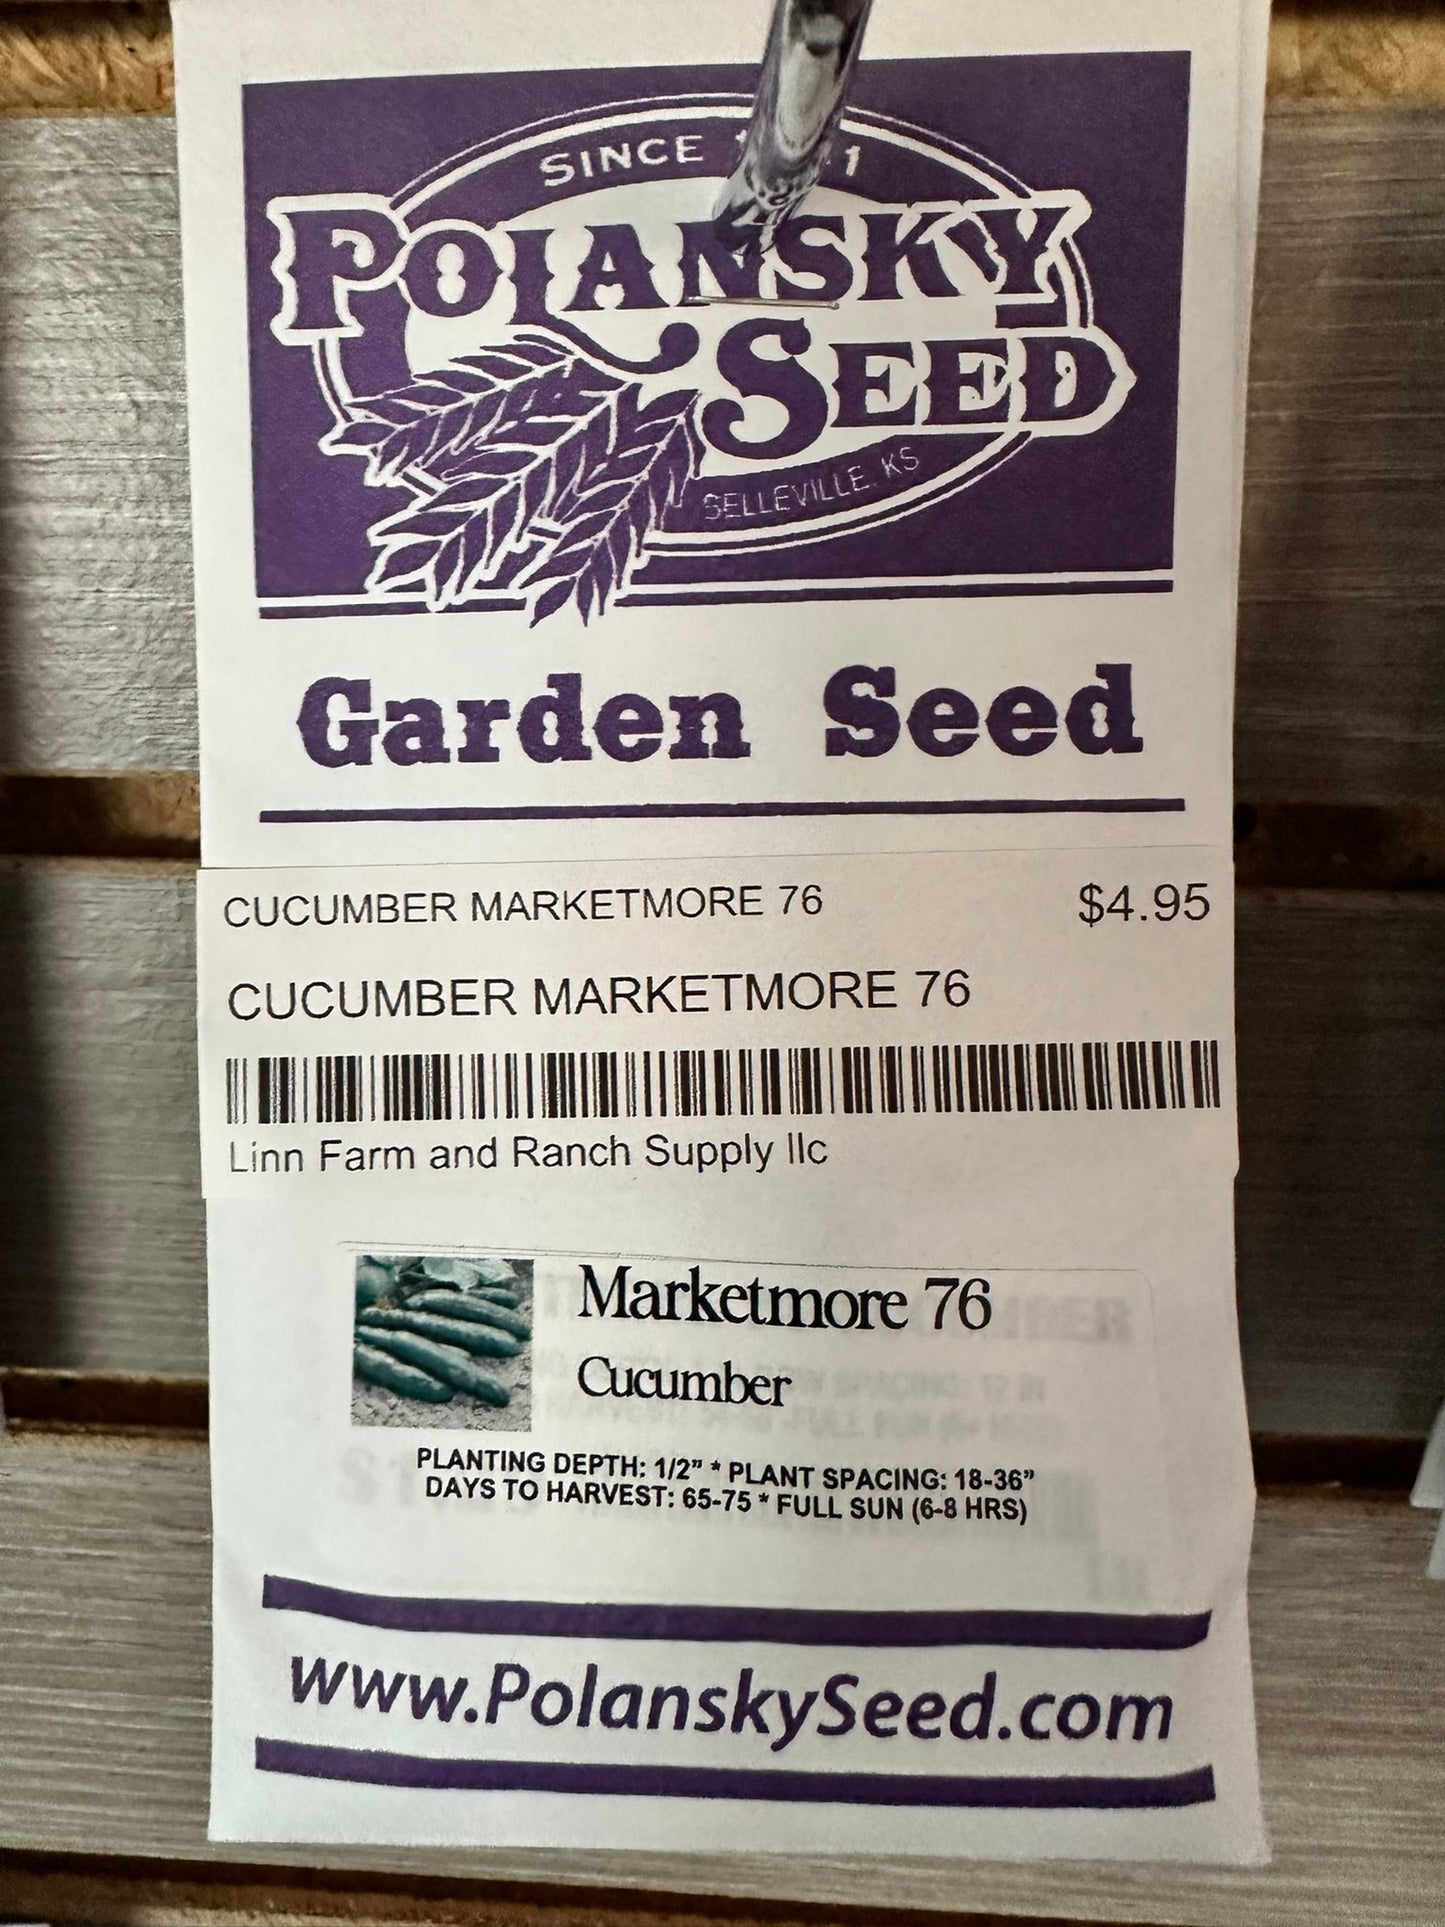 SINCE
POLANSKY
SEED
BELLEVILLE, KS
Garden Seed
CUCUMBER MARKETMORE 76 $4.95
CUCUMBER MARKETMORE 76
Linn Farm and Ranch Supply llc
Marketmore 76
Cucumber
PLANTING DEPTH: 1/2" * PLANT SPACING: 18-36"
DAYS TO HARVEST: 65-75 * FULL SUN (6-8 HRS)
www.PolanskySeed.com